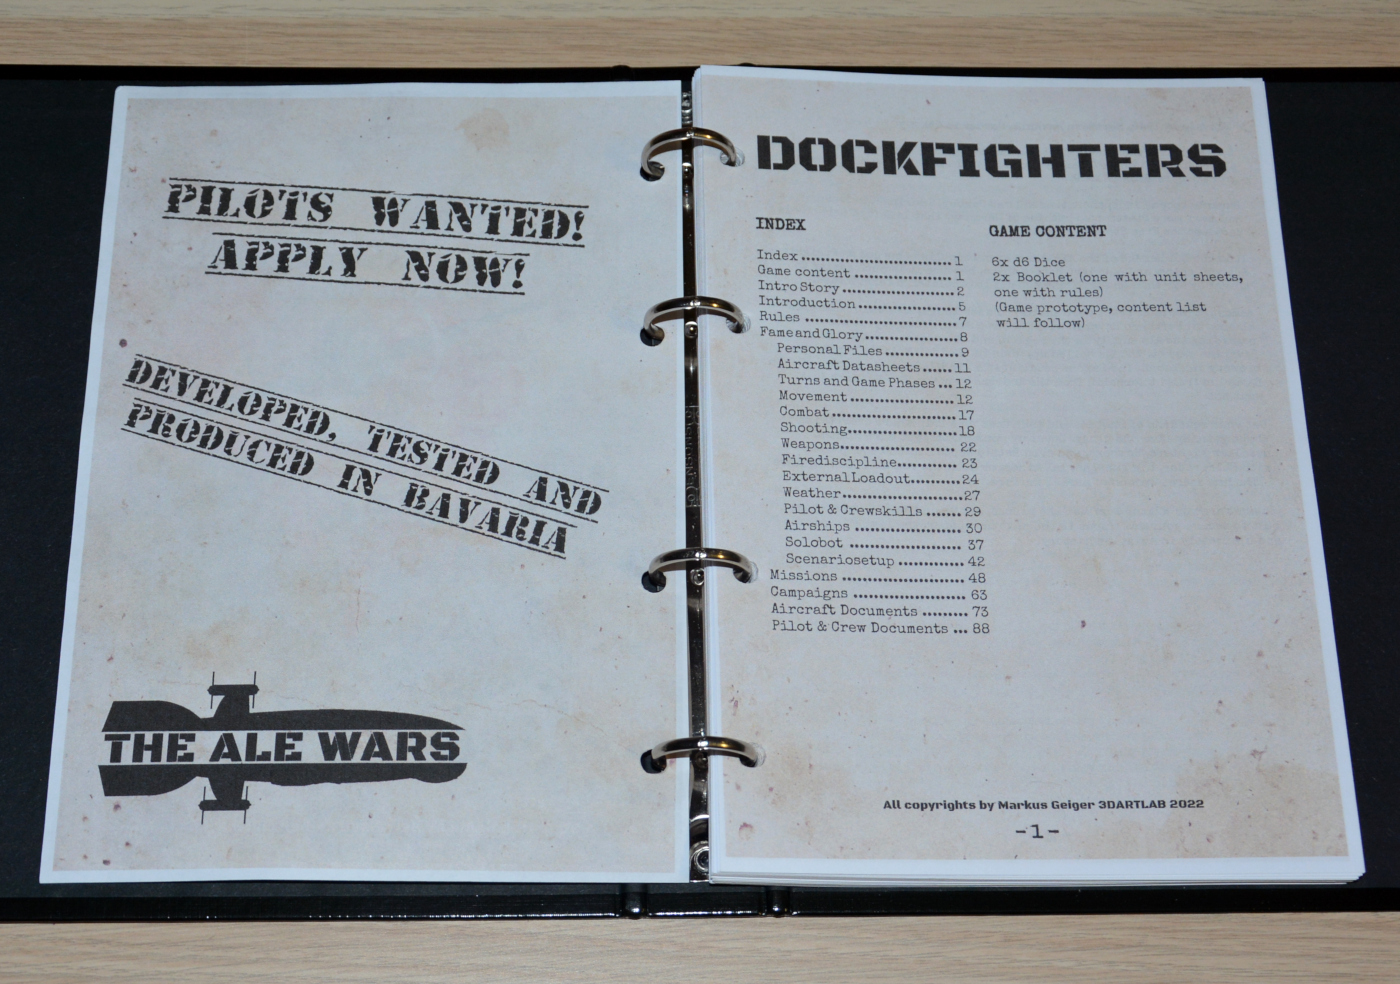 PILOTS WANTED!
APPLY NOW!
DEVELOPED, TESTED AND
PRODUCED IN BAVARIA
THE ALE WARS
DOCKFIGHTERS
INDEX
Index ........................................ 1
Game content ........................ 1
Intro Story .......................... 2
Introduction ....................... 5
Rules ................................... 7
Fame and Glory ..................... 8
Personal Files ................ 9
Aircraft Datasheets ...... 11
Turns and Game Phases ... 12
Movement ........................ 12
Combat ............................ 17
Shooting ......................... 18
Weapons .......................... 22
Firediscipline ............. 23
External Loadout ........... 24
Weather .......................... 27
Pilot & Crewskills ....... 29
Airships ........................ 30
Solobot .......................... 37
Scenariosetup ............... 42
Missions ........................... 48
Campaigns ......................... 63
Aircraft Documents ......... 73
Pilot & Crew Documents ... 88
GAME CONTENT
6x d6 Dice
2x Booklet (one with unit sheets,
one with rules)
(Game prototype, content list
will follow)
All copyrights by Markus Geiger 3DARTLAB 2022
-1-